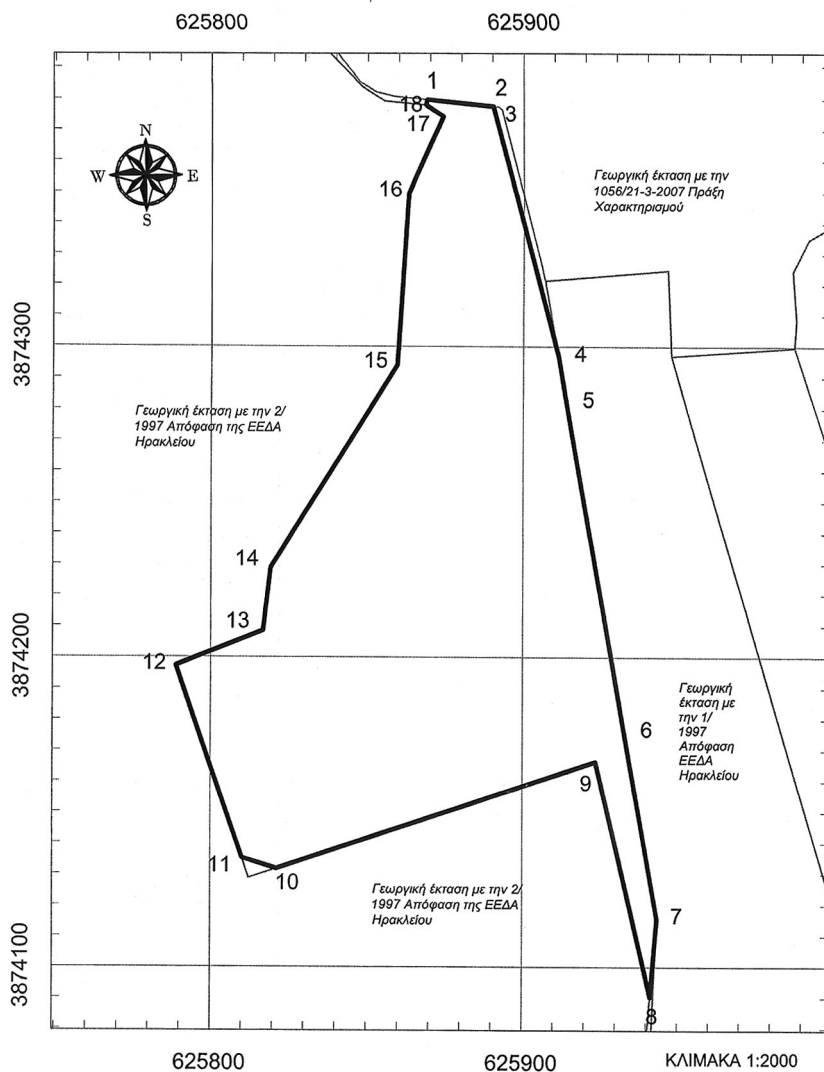 625800 625900
1
2
18
3
17
N
W E
S
16
Γεωργική έκταση με την
1056/21-3-2007 Πράξη
Χαρακτηρισμού
3874300
4
15
5
Γεωργική έκταση με την 2/
1997 Απόφαση της ΕΕΔΑ
Ηρακλείου
14
13
3874200
12
Γεωργική
έκταση με
την 1/
1997
Απόφαση
ΕΕΔΑ
Ηρακλείου
6
9
11
10
Γεωργική έκταση με την 2/
1997 Απόφαση της ΕΕΔΑ
Ηρακλείου
7
3874100
8
625800 625900
ΚΛΙΜΑΚΑ 1:2000